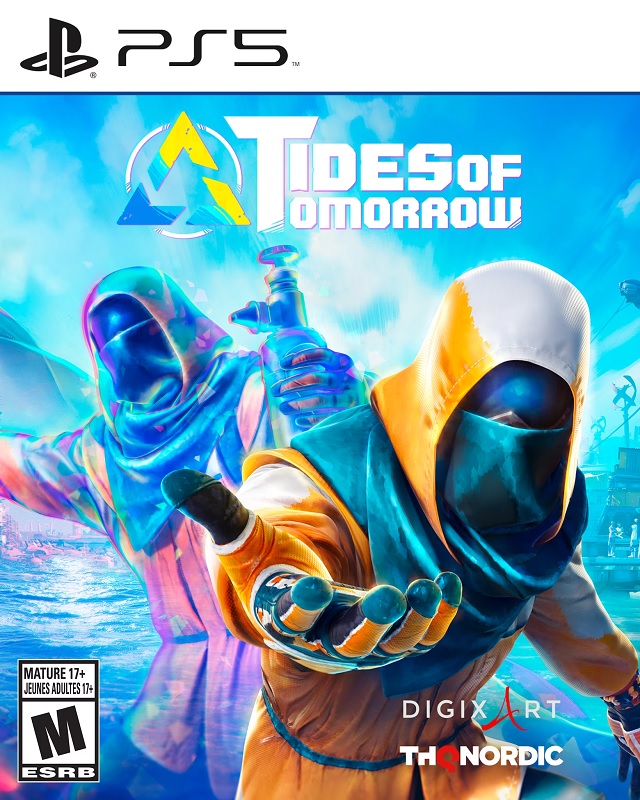 PS5
TIDES OF
TOMORROW
MATURE 17+
JEUNES ADULTES 17+
M
ESRB
DIGIXART
THQNORDIC